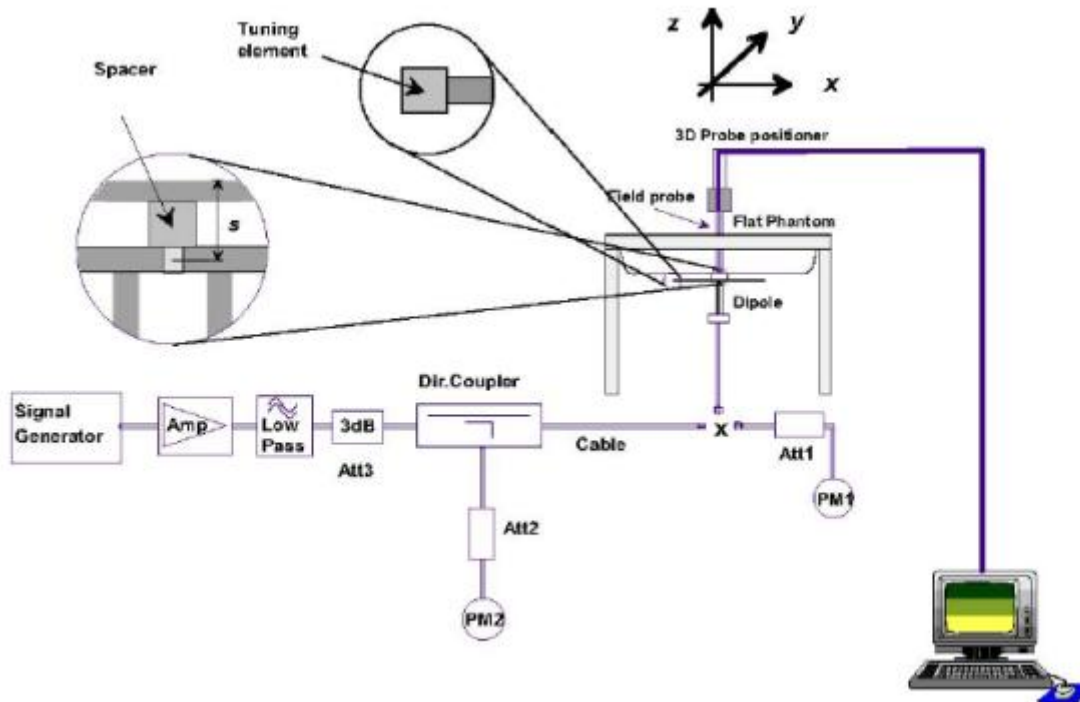 Tuning
element
Spacer
z
y
x
3D Probe positioner
s
Field probe
Flat Phantom
Dipole
Dir.Coupler
Signal
Generator
Amp
Low
Pass
3dB
Cable
x
Att3
Att1
PM1
Att2
PM2